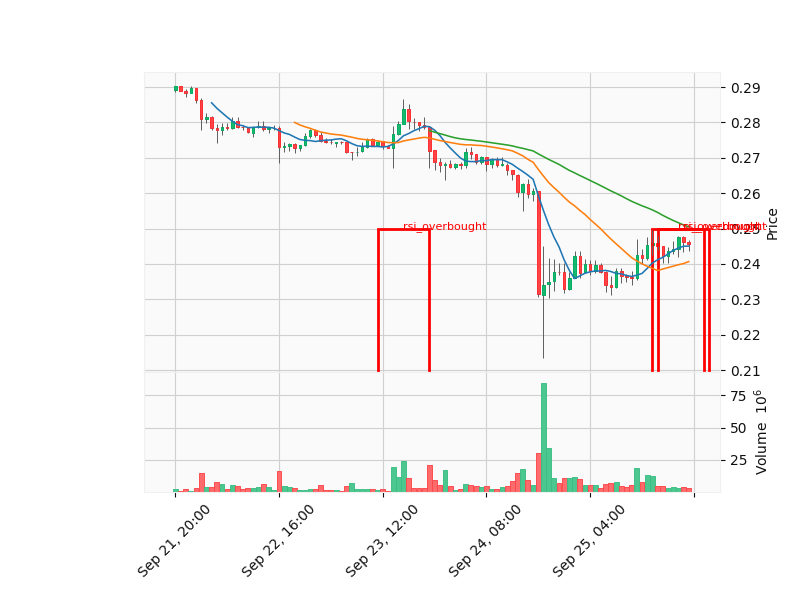 0.29
0.28
0.27
0.26
0.25
0.24
0.23
0.22
0.21
Price
rsi_overbought
75
50
25
Volume 10⁶
Sep 21, 20:00
Sep 22, 16:00
Sep 23, 12:00
Sep 24, 08:00
Sep 25, 04:00